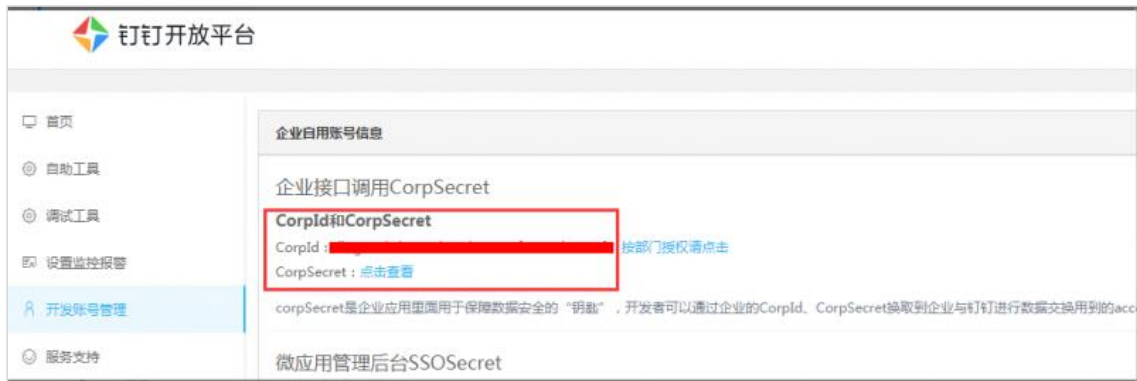 钉钉开放平台
首页
自助工具
调试工具
设置监控报警
开发账号管理
服务支持
企业自用账号信息
企业接口调用CorpSecret
CorpId和CorpSecret
CorpId： 按部门授权请点击
CorpSecret：点击查看
corpSecret是企业应用里面用于保障数据安全的“钥匙”，开发者可以通过企业的CorpId、CorpSecret换取到企业与钉钉进行数据交换用到的acc
微应用管理后台SSOSecret